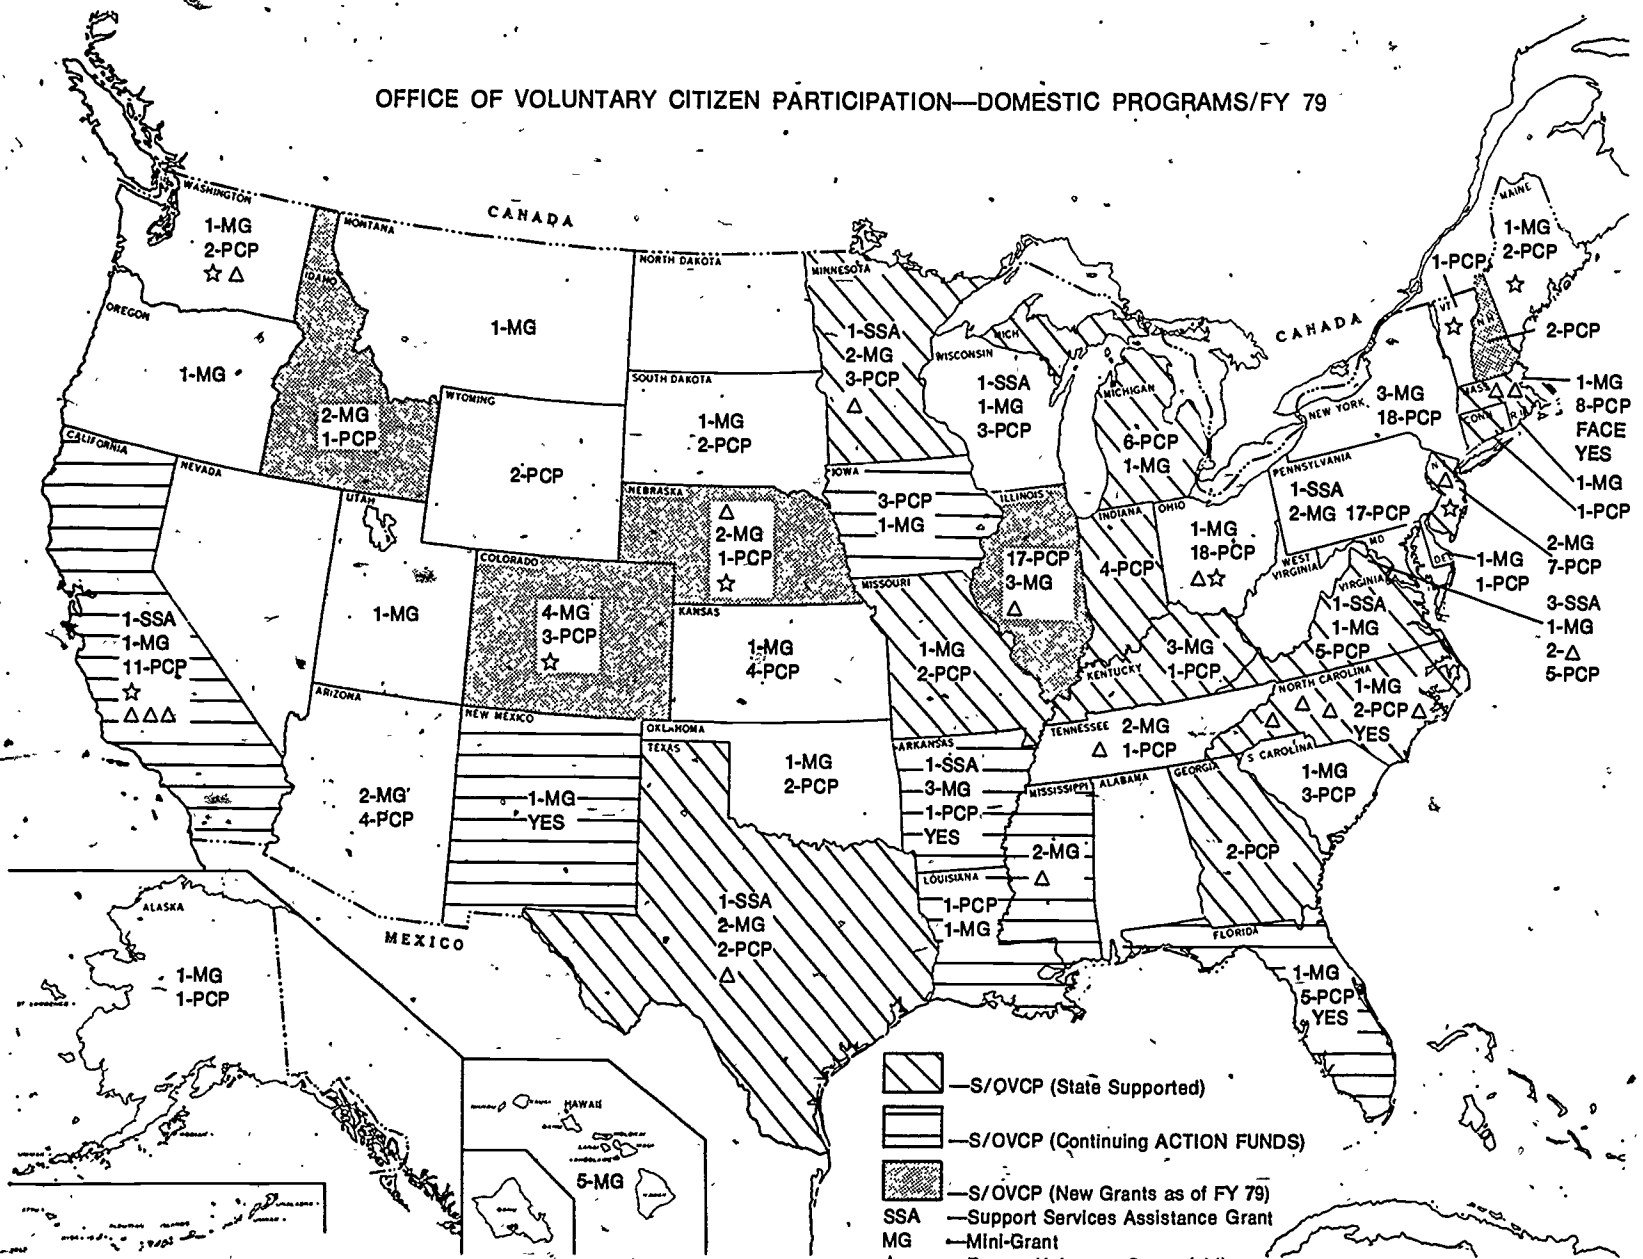 OFFICE OF VOLUNTARY CITIZEN PARTICIPATION—DOMESTIC PROGRAMS/FY 79
CANADA
WASHINGTON
1-MG
2-PCP
☆ △
OREGON
1-MG
IDAHO
2-MG
1-PCP
MONTANA
1-MG
NORTH DAKOTA
MINNESOTA
1-SSA
2-MG
3-PCP
△
WISCONSIN
1-SSA
1-MG
3-PCP
MICH
MICHIGAN
6-PCP
1-MG
CANADA
MAINE
1-MG
2-PCP
☆
1-PCP
VT
☆
N H
2-PCP
MASS
△ △
1-MG
8-PCP
FACE
YES
CONN
R.I.
1-MG
1-PCP
NEW YORK
3-MG
18-PCP
PENNSYLVANIA
1-SSA
2-MG 17-PCP
N
△
☆
2-MG
7-PCP
DEL
1-MG
1-PCP
MD
3-SSA
1-MG
2-△
5-PCP
CALIFORNIA
1-SSA
1-MG
11-PCP
☆
△△△
NEVADA
UTAH
1-MG
WYOMING
2-PCP
SOUTH DAKOTA
1-MG
2-PCP
NEBRASKA
△
2-MG
1-PCP
☆
IOWA
3-PCP
1-MG
ILLINOIS
17-PCP
3-MG
△
INDIANA
4-PCP
OHIO
1-MG
18-PCP
△☆
WEST
VIRGINIA
VIRGINIA
1-SSA
1-MG
5-PCP
COLORADO
4-MG
3-PCP
☆
KANSAS
1-MG
4-PCP
MISSOURI
1-MG
2-PCP
KENTUCKY
3-MG
1-PCP
NORTH CAROLINA
1-MG
2-PCP
YES
△ △ △ △
TENNESSEE
2-MG
△ 1-PCP
S CAROLINA
1-MG
3-PCP
ARIZONA
2-MG
4-PCP
NEW MEXICO
1-MG
YES
OKLAHOMA
1-MG
2-PCP
TEXAS
1-SSA
2-MG
2-PCP
△
ARKANSAS
△
1-SSA
3-MG
1-PCP
YES
LOUISIANA
1-PCP
1-MG
MISSISSIPPI
2-MG
△
ALABAMA
GEORGIA
2-PCP
FLORIDA
1-MG
5-PCP
YES
MEXICO
ALASKA
1-MG
1-PCP
HAWAII
OAHU
MOLOKAI
LANAI
MAUI
HAWAII
5-MG
OAHU
—S/OVCP (State Supported)
—S/OVCP (Continuing ACTION FUNDS)
—S/OVCP (New Grants as of FY 79)
SSA —Support Services Assistance Grant
MG —Mini-Grant